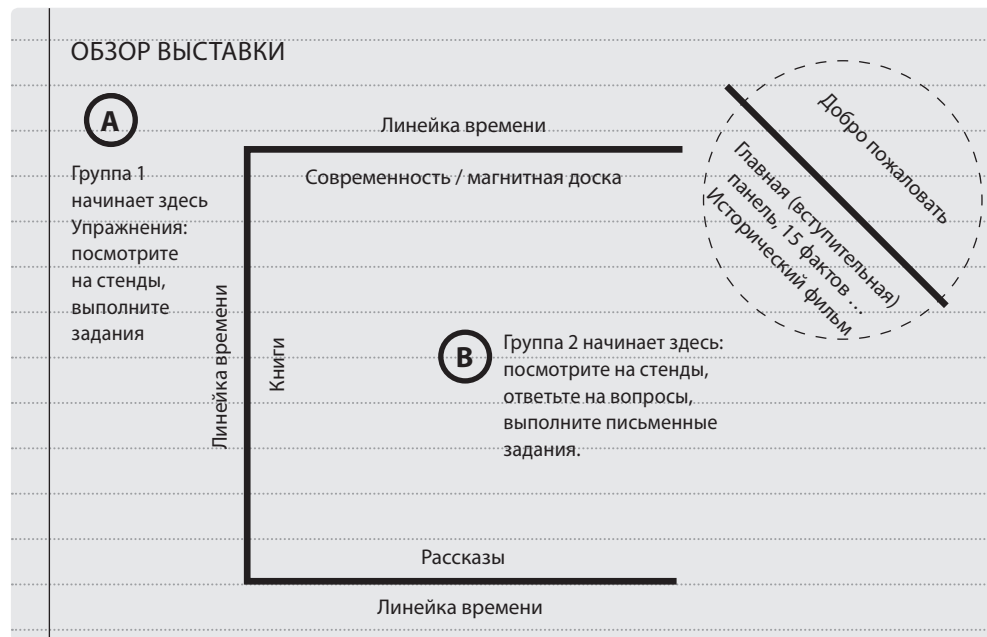 ОБЗОР ВЫСТАВКИ
A
Группа 1
начинает здесь
Упражнения:
посмотрите
на стенды,
выполните
задания
Линейка времени
Современность / магнитная доска
Добро пожаловать
Главная (вступительная)
панель, 15 фактов ...
Исторический фильм
Линейка времени
Книги
B
Группа 2 начинает здесь:
посмотрите на стенды,
ответьте на вопросы,
выполните письменные
задания.
Рассказы
Линейка времени